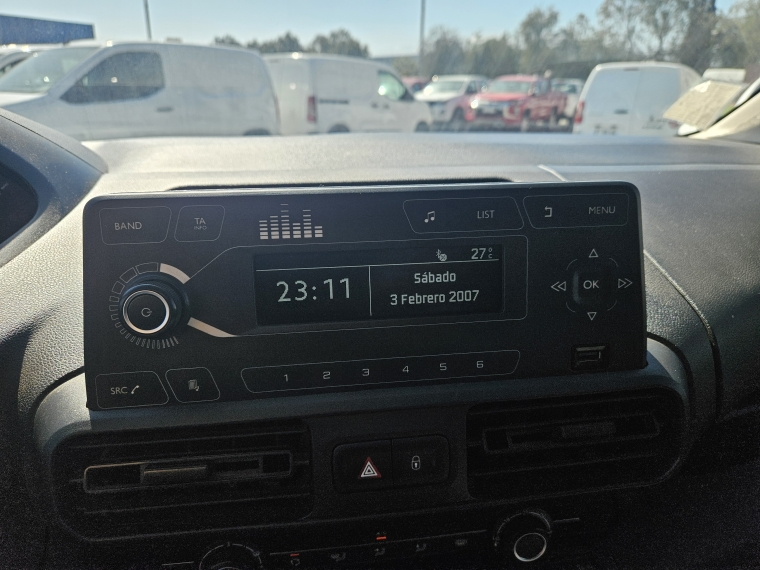 BAND
TA
INFO
LIST
MENU
27°C
23:11
Sábado
3 Febrero 2007
OK
SRC
1 2 3 4 5 6